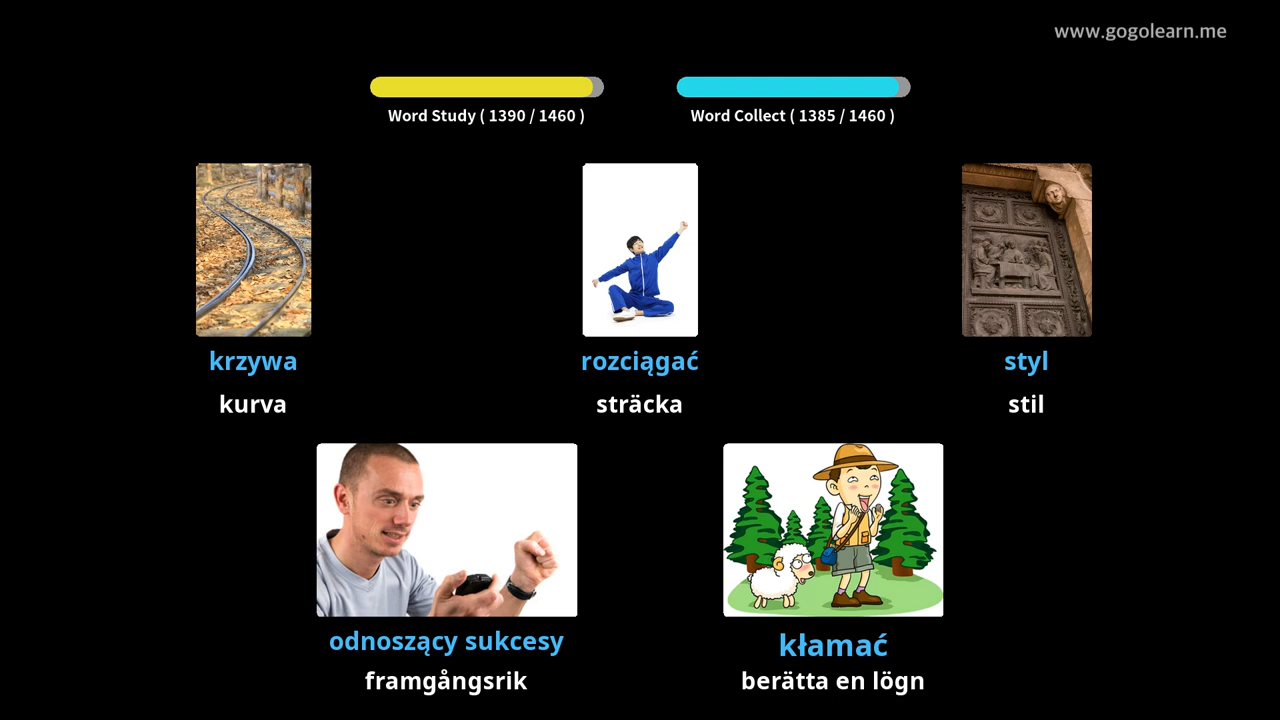 www.gogolearn.me
Word Study ( 1390 / 1460 )
Word Collect ( 1385 / 1460 )
krzywa
rozciągać
styl
kurva
sträcka
stil
odnoszący sukcesy
kłamać
framgångsrik
berätta en lögn